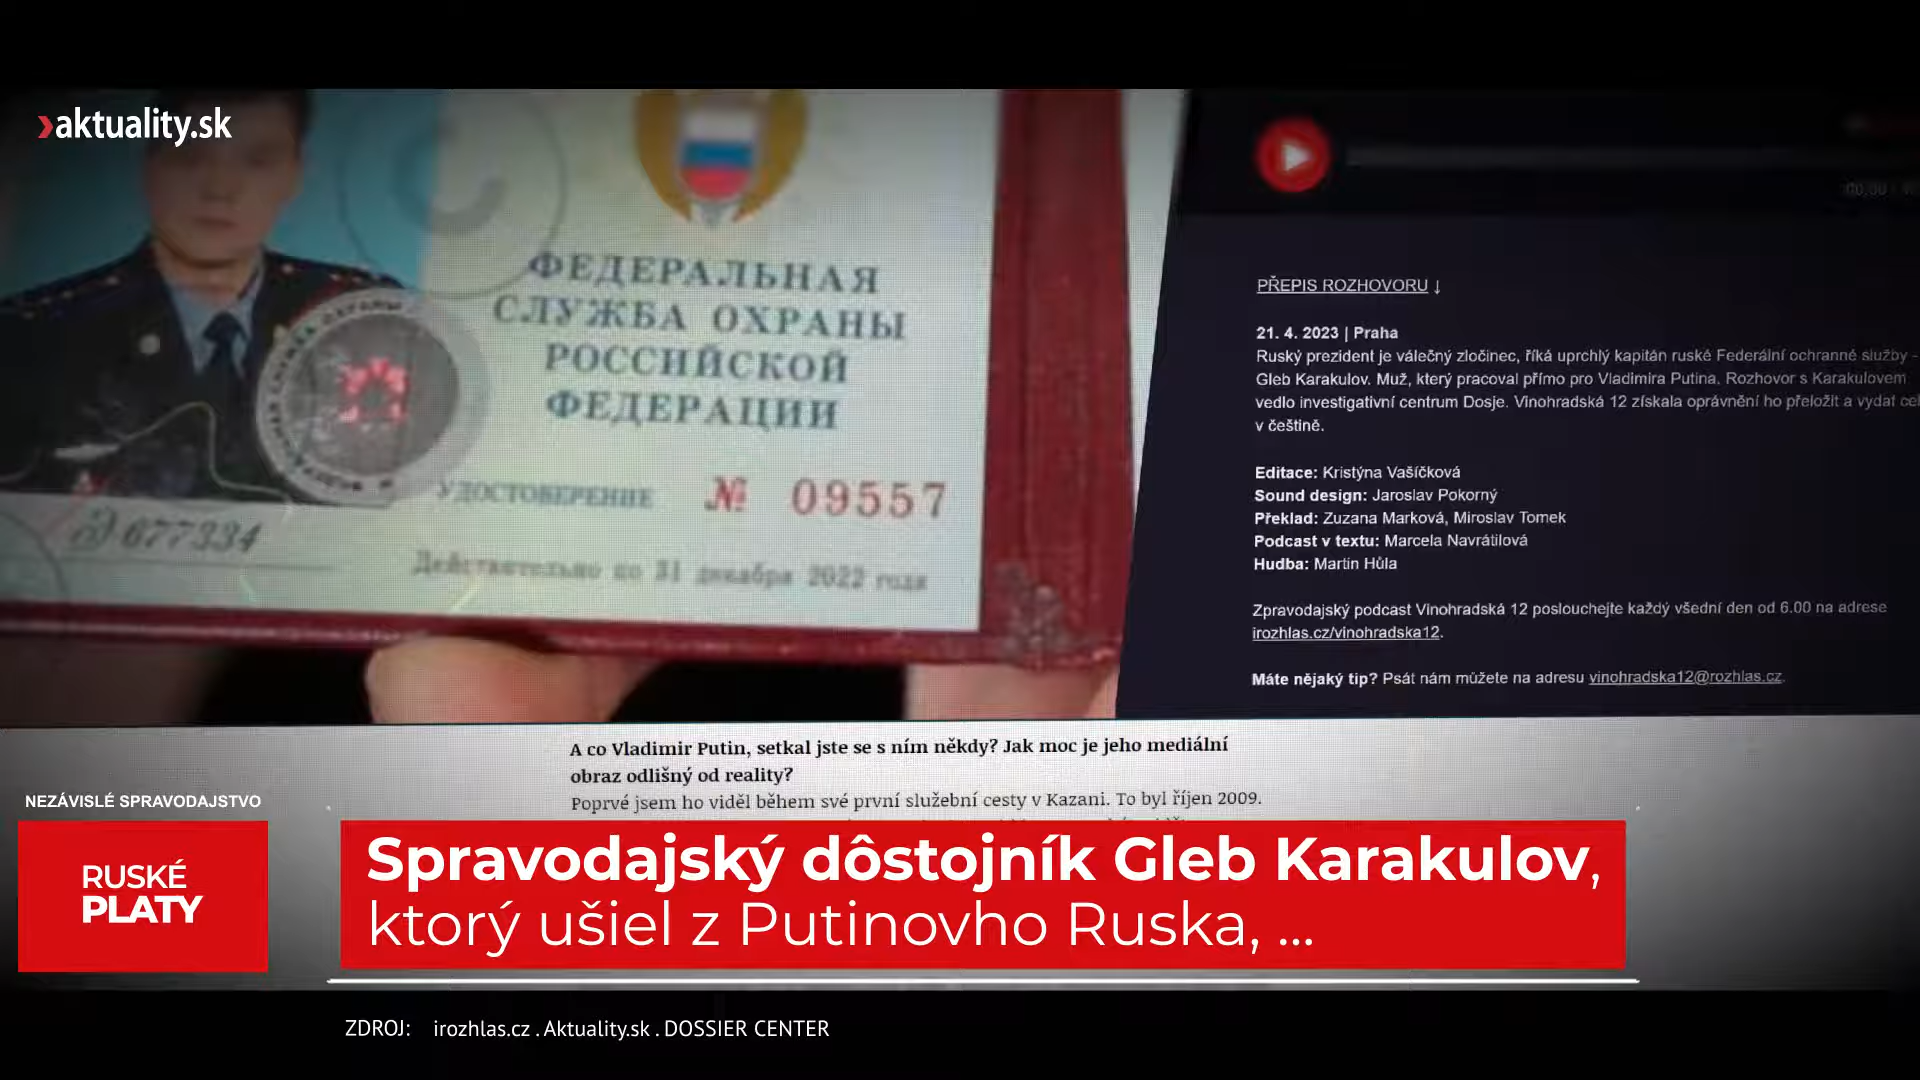 aktuality.sk
ФЕДЕРАЛЬНАЯ
СЛУЖБА ОХРАНЫ
РОССИЙСКОЙ
ФЕДЕРАЦИИ
УДОСТОВЕРЕНИЕ № 09557
Э-677334
Действительно по 31 декабря 2022 года
PŘEPIS ROZHOVORU ↓
21. 4. 2023 | Praha
Ruský prezident je válečný zločinec, říká uprchlý kapitán ruské Federální ochranné služby -
Gleb Karakulov. Muž, který pracoval přímo pro Vladimira Putina. Rozhovor s Karakulovem
vedlo investigativní centrum Dosje. Vinohradská 12 získala oprávnění ho přeložit a vydat
v češtině.
Editace: Kristýna Vašíčková
Sound design: Jaroslav Pokorný
Překlad: Zuzana Marková, Miroslav Tomek
Podcast v textu: Marcela Navrátilová
Hudba: Martin Hůla
Zpravodajský podcast Vinohradská 12 poslouchejte každý všední den od 6.00 na adrese
irozhlas.cz/vinohradska12.
Máte nějaký tip? Psát nám můžete na adresu vinohradska12@rozhlas.cz.
A co Vladimir Putin, setkal jste se s ním někdy? Jak moc je jeho mediální
obraz odlišný od reality?
Poprvé jsem ho viděl během své první služební cesty v Kazani. To byl říjen 2009.
NEZÁVISLÉ SPRAVODAJSTVO
RUSKÉ
PLATY
Spravodajský dôstojník Gleb Karakulov,
ktorý ušiel z Putinovho Ruska, ...
ZDROJ: irozhlas.cz . Aktuality.sk . DOSSIER CENTER